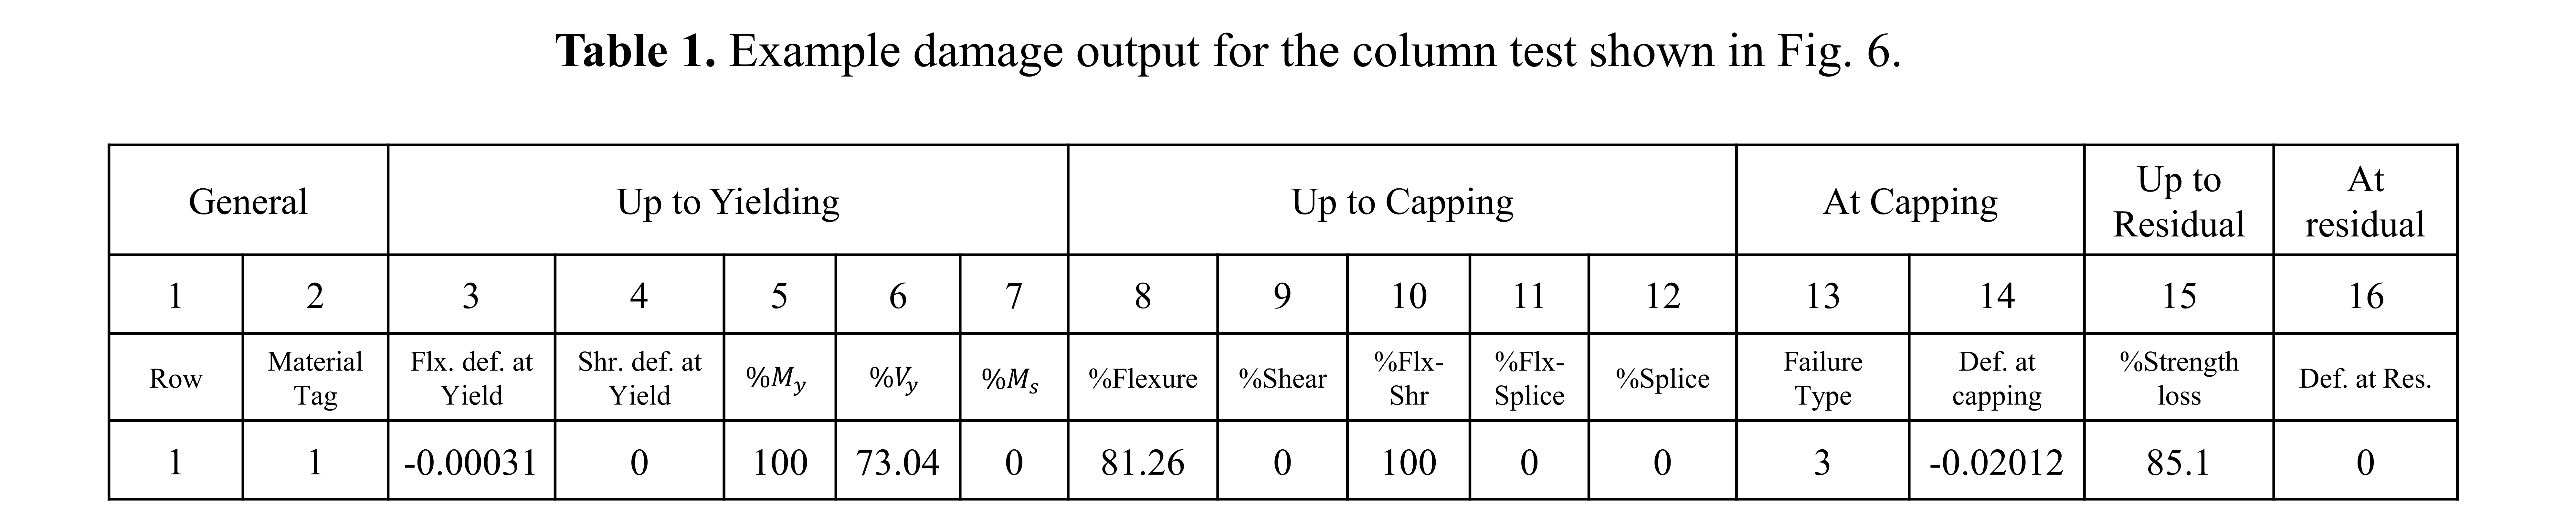 Table 1. Example damage output for the column test shown in Fig. 6.
General Up to Yielding Up to Capping At Capping Up to Residual At residual
1 2 3 4 5 6 7 8 9 10 11 12 13 14 15 16
Row Material Tag Flx. def. at Yield Shr. def. at Yield %My %Vy %Ms %Flexure %Shear %Flx-Shr %Flx-Splice %Splice Failure Type Def. at capping %Strength loss Def. at Res.
1 1 -0.00031 0 100 73.04 0 81.26 0 100 0 0 3 -0.02012 85.1 0